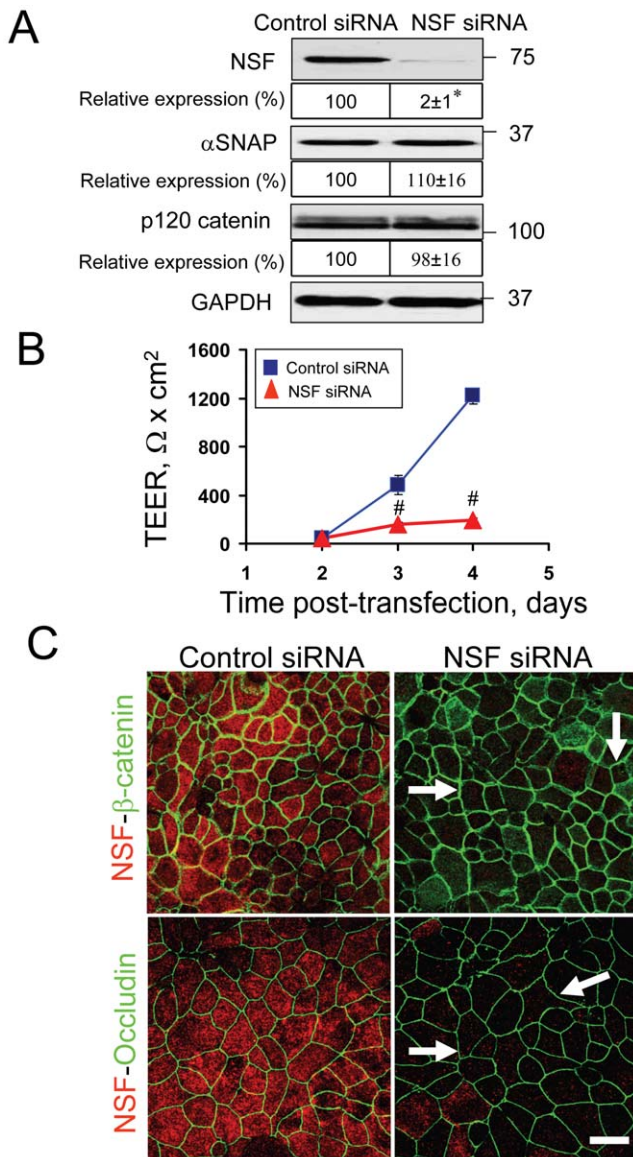 A
Control siRNA NSF siRNA
NSF
75
Relative expression (%) 100 2±1*
αSNAP
37
Relative expression (%) 100 110±16
p120 catenin
100
Relative expression (%) 100 98±16
GAPDH
37
B
1600
1200
800
400
0
TEER, Ω x cm²
Control siRNA
NSF siRNA
# #
1 2 3 4 5
Time post-transfection, days
C
Control siRNA NSF siRNA
NSF-β-catenin
NSF-Occludin